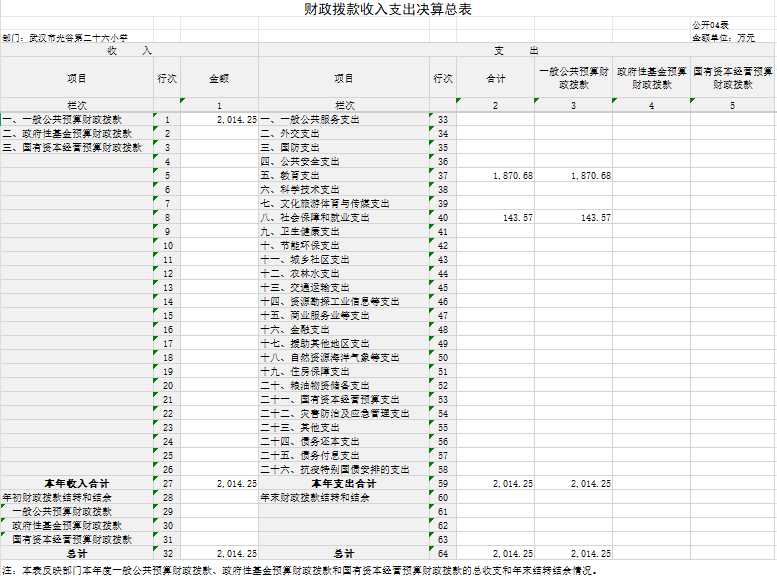 财政拨款收入支出决算总表
公开04表
部门：武汉市光谷第二十六小学 金额单位：万元
收 入 支 出
项目 行次 金额 项目 行次 合计 一般公共预算财政拨款 政府性基金预算财政拨款 国有资本经营预算财政拨款
栏次 1 栏次 2 3 4 5
一、一般公共预算财政拨款 1 2,014.25 一、一般公共服务支出 33
二、政府性基金预算财政拨款 2 二、外交支出 34
三、国有资本经营预算财政拨款 3 三、国防支出 35
4 四、公共安全支出 36
5 五、教育支出 37 1,870.68 1,870.68
6 六、科学技术支出 38
7 七、文化旅游体育与传媒支出 39
8 八、社会保障和就业支出 40 143.57 143.57
9 九、卫生健康支出 41
10 十、节能环保支出 42
11 十一、城乡社区支出 43
12 十二、农林水支出 44
13 十三、交通运输支出 45
14 十四、资源勘探工业信息等支出 46
15 十五、商业服务业等支出 47
16 十六、金融支出 48
17 十七、援助其他地区支出 49
18 十八、自然资源海洋气象等支出 50
19 十九、住房保障支出 51
20 二十、粮油物资储备支出 52
21 二十一、国有资本经营预算支出 53
22 二十二、灾害防治及应急管理支出 54
23 二十三、其他支出 55
24 二十四、债务还本支出 56
25 二十五、债务付息支出 57
26 二十六、抗疫特别国债安排的支出 58
本年收入合计 27 2,014.25 本年支出合计 59 2,014.25 2,014.25
年初财政拨款结转和结余 28 年末财政拨款结转和结余 60
一般公共预算财政拨款 29 61
政府性基金预算财政拨款 30 62
国有资本经营预算财政拨款 31 63
总计 32 2,014.25 总计 64 2,014.25 2,014.25
注：本表反映部门本年度一般公共预算财政拨款、政府性基金预算财政拨款和国有资本经营预算财政拨款的总收支和年末结转结余情况。